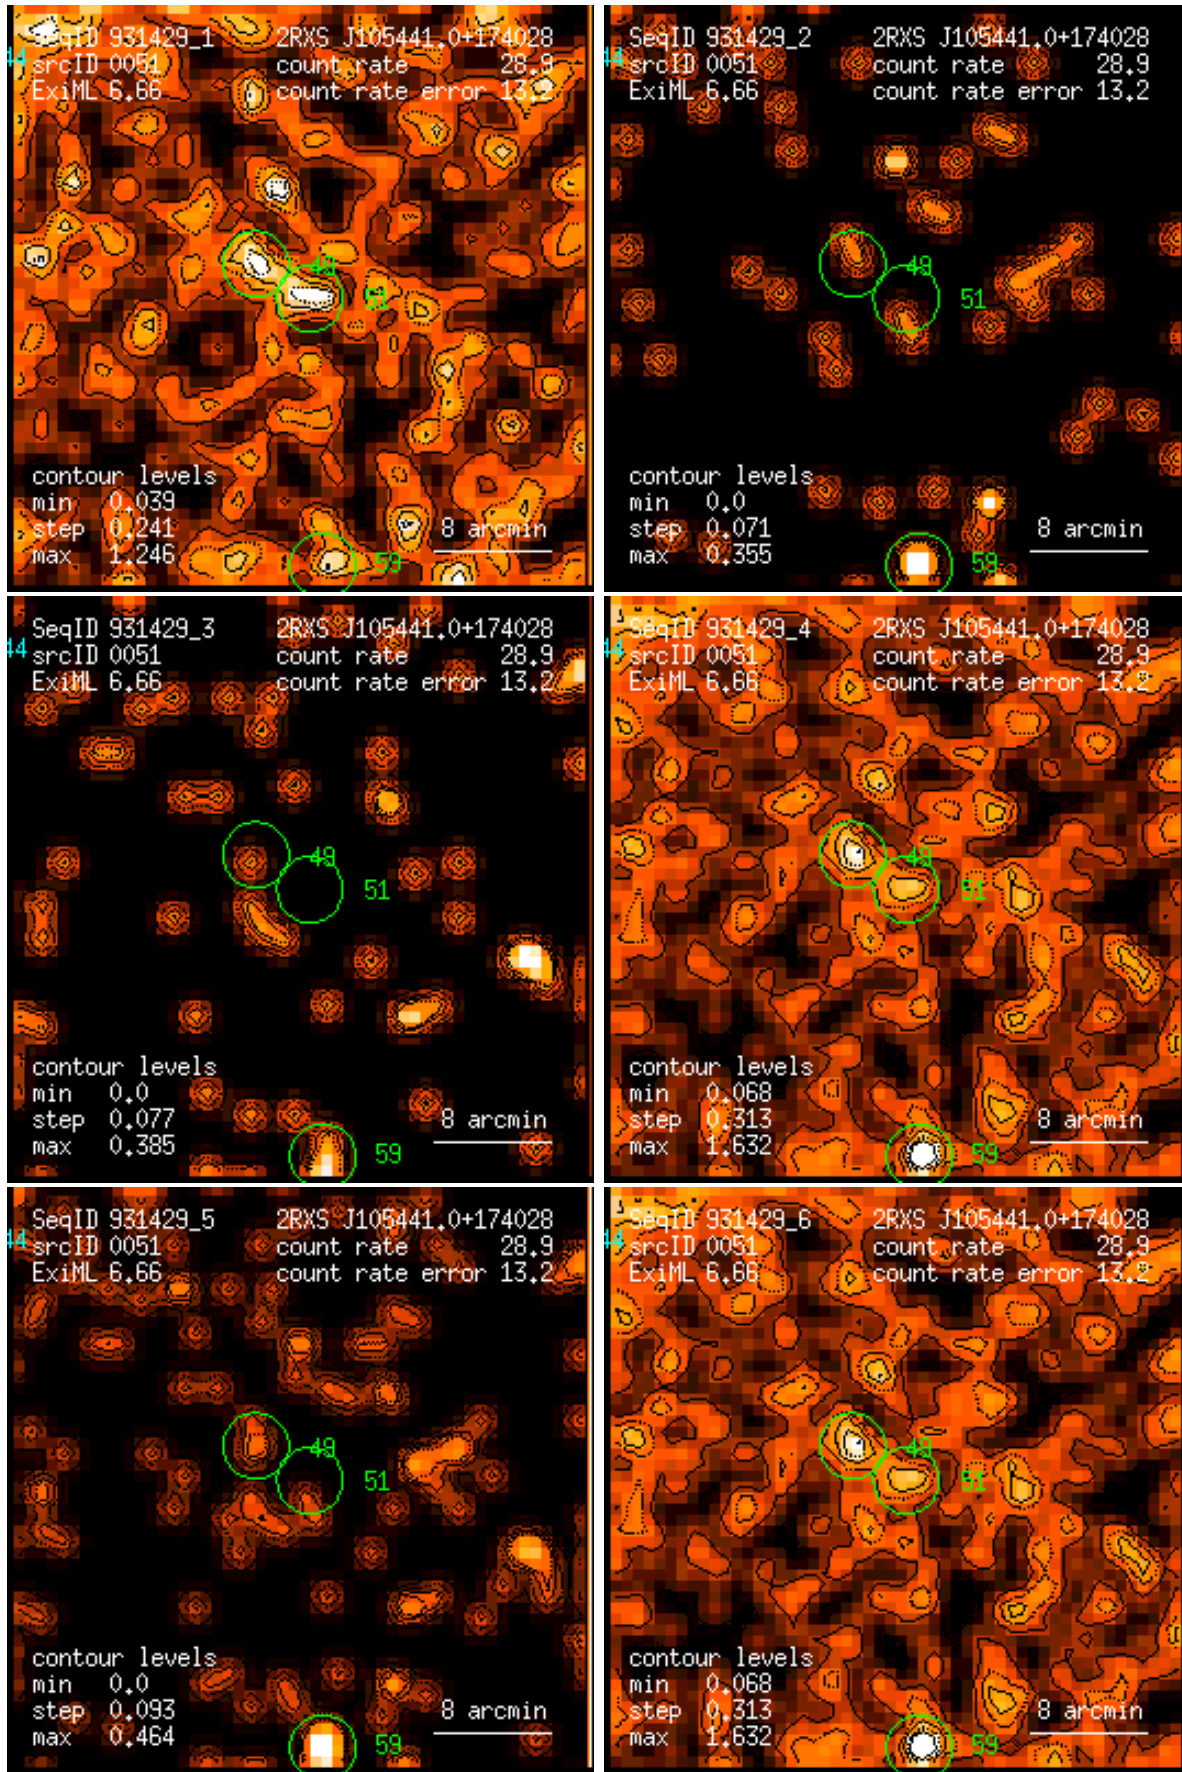 SeqID 931429_1 2RXS J105441.0+174028
44 srcID 0051 count rate 28.9
ExiML 6.66 count rate error 13.2
49
51
contour levels
min 0.039
step 0.241 8 arcmin
max 1.246 59
SeqID 931429_2 2RXS J105441.0+174028
44 srcID 0051 count rate 28.9
ExiML 6.66 count rate error 13.2
49
51
contour levels
min 0.0
step 0.071 8 arcmin
max 0.355 59
SeqID 931429_3 2RXS J105441.0+174028
44 srcID 0051 count rate 28.9
ExiML 6.66 count rate error 13.2
49
51
contour levels
min 0.0
step 0.077 8 arcmin
max 0.385 59
SeqID 931429_4 2RXS J105441.0+174028
44 srcID 0051 count rate 28.9
ExiML 6.66 count rate error 13.2
49
51
contour levels
min 0.068
step 0.313 8 arcmin
max 1.632 59
SeqID 931429_5 2RXS J105441.0+174028
44 srcID 0051 count rate 28.9
ExiML 6.66 count rate error 13.2
49
51
contour levels
min 0.0
step 0.093 8 arcmin
max 0.464 59
SeqID 931429_6 2RXS J105441.0+174028
44 srcID 0051 count rate 28.9
ExiML 6.66 count rate error 13.2
49
51
contour levels
min 0.068
step 0.313 8 arcmin
max 1.632 59